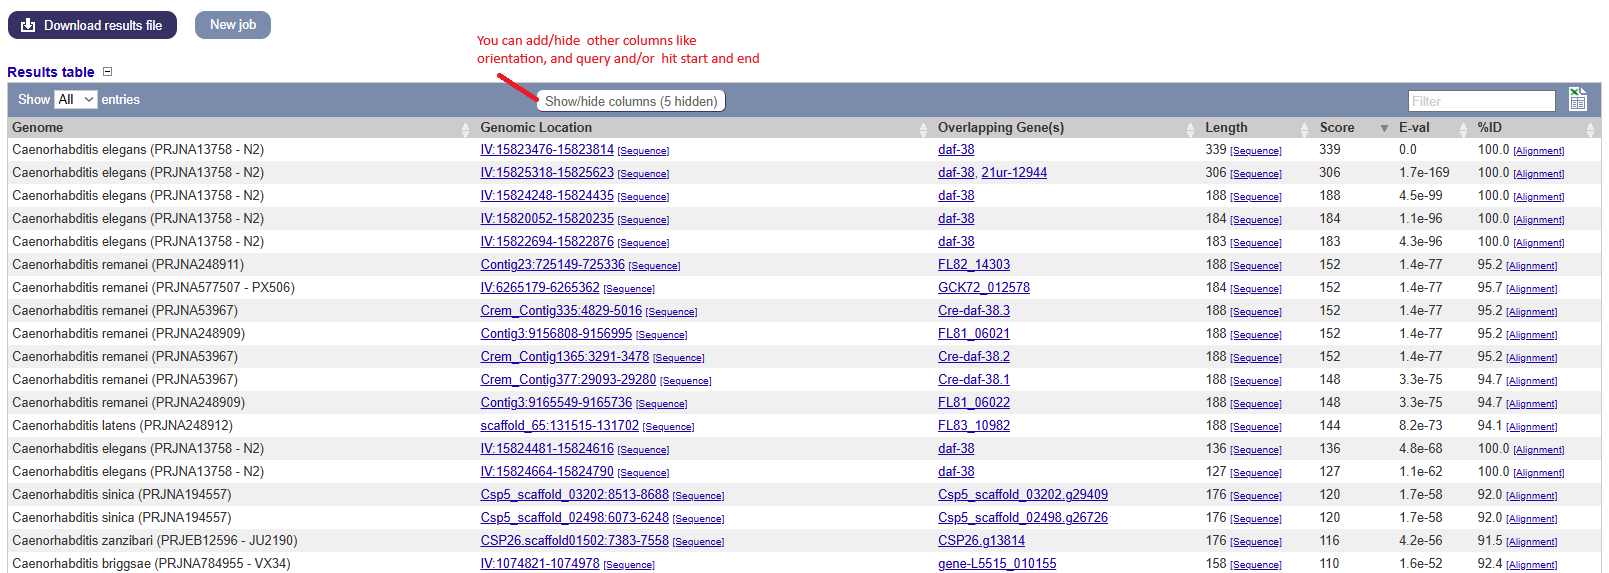 Download results file New job
You can add/hide other columns like
orientation, and query and/or hit start and end
Results table
Show All entries Show/hide columns (5 hidden) Filter
Genome Genomic Location Overlapping Gene(s) Length Score E-val %ID
Caenorhabditis elegans (PRJNA13758 - N2) IV:15823476-15823814 [Sequence] daf-38 339 [Sequence] 339 0.0 100.0 [Alignment]
Caenorhabditis elegans (PRJNA13758 - N2) IV:15825318-15825623 [Sequence] daf-38, 21ur-12944 306 [Sequence] 306 1.7e-169 100.0 [Alignment]
Caenorhabditis elegans (PRJNA13758 - N2) IV:15824248-15824435 [Sequence] daf-38 188 [Sequence] 188 4.5e-99 100.0 [Alignment]
Caenorhabditis elegans (PRJNA13758 - N2) IV:15820052-15820235 [Sequence] daf-38 184 [Sequence] 184 1.1e-96 100.0 [Alignment]
Caenorhabditis elegans (PRJNA13758 - N2) IV:15822694-15822876 [Sequence] daf-38 183 [Sequence] 183 4.3e-96 100.0 [Alignment]
Caenorhabditis remanei (PRJNA248911) Contig23:725149-725336 [Sequence] FL82_14303 188 [Sequence] 152 1.4e-77 95.2 [Alignment]
Caenorhabditis remanei (PRJNA577507 - PX506) IV:6265179-6265362 [Sequence] GCK72_012578 184 [Sequence] 152 1.4e-77 95.7 [Alignment]
Caenorhabditis remanei (PRJNA53967) Crem_Contig335:4829-5016 [Sequence] Cre-daf-38.3 188 [Sequence] 152 1.4e-77 95.2 [Alignment]
Caenorhabditis remanei (PRJNA248909) Contig3:9156808-9156995 [Sequence] FL81_06021 188 [Sequence] 152 1.4e-77 95.2 [Alignment]
Caenorhabditis remanei (PRJNA53967) Crem_Contig1365:3291-3478 [Sequence] Cre-daf-38.2 188 [Sequence] 152 1.4e-77 95.2 [Alignment]
Caenorhabditis remanei (PRJNA53967) Crem_Contig377:29093-29280 [Sequence] Cre-daf-38.1 188 [Sequence] 148 3.3e-75 94.7 [Alignment]
Caenorhabditis remanei (PRJNA248909) Contig3:9165549-9165736 [Sequence] FL81_06022 188 [Sequence] 148 3.3e-75 94.7 [Alignment]
Caenorhabditis latens (PRJNA248912) scaffold_65:131515-131702 [Sequence] FL83_10982 188 [Sequence] 144 8.2e-73 94.1 [Alignment]
Caenorhabditis elegans (PRJNA13758 - N2) IV:15824481-15824616 [Sequence] daf-38 136 [Sequence] 136 4.8e-68 100.0 [Alignment]
Caenorhabditis elegans (PRJNA13758 - N2) IV:15824664-15824790 [Sequence] daf-38 127 [Sequence] 127 1.1e-62 100.0 [Alignment]
Caenorhabditis sinica (PRJNA194557) Csp5_scaffold_03202:8513-8688 [Sequence] Csp5_scaffold_03202.g29409 176 [Sequence] 120 1.7e-58 92.0 [Alignment]
Caenorhabditis sinica (PRJNA194557) Csp5_scaffold_02498:6073-6248 [Sequence] Csp5_scaffold_02498.g26726 176 [Sequence] 120 1.7e-58 92.0 [Alignment]
Caenorhabditis zanzibari (PRJEB12596 - JU2190) CSP26.scaffold01502:7383-7558 [Sequence] CSP26.g13814 176 [Sequence] 116 4.2e-56 91.5 [Alignment]
Caenorhabditis briggsae (PRJNA784955 - VX34) IV:1074821-1074978 [Sequence] gene-L5515_010155 158 [Sequence] 110 1.6e-52 92.4 [Alignment]